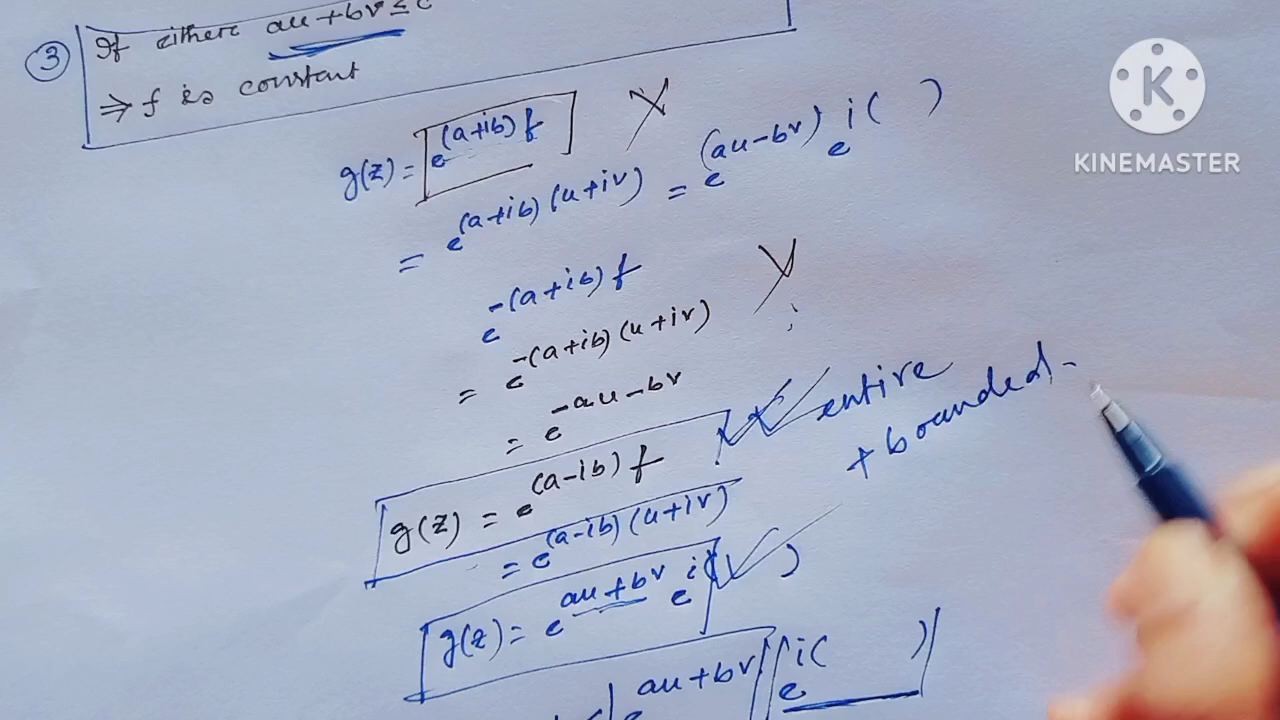 ③ If either au + bv ≤ c
⇒ f is constant
g(z) = e^{(a+ib)f}
= e^{(a+ib)(u+iv)} = e^{(au-bv)} e^{i( )}
e^{-(a+ib)f}
= e^{-(a+ib)(u+iv)}
= e^{-au-bv}
g(z) = e^{(a-ib)f} entire
+ bounded.
= e^{(a-ib)(u+iv)}
g(z) = e^{au+bv} e^{i( )}
e^{au+bv} || e^{i( )}|
K
KINEMASTER